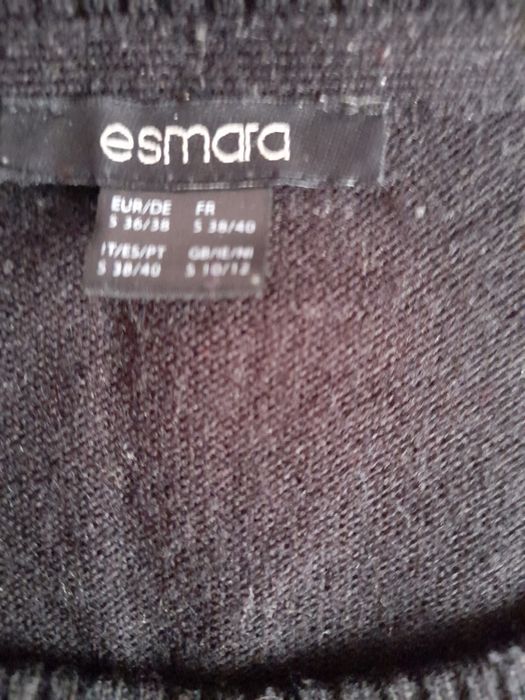 esmara
EUR/DE FR
S 36/38 S 38/40
IT/ES/PT GB/IE/NI
S 38/40 S 10/12